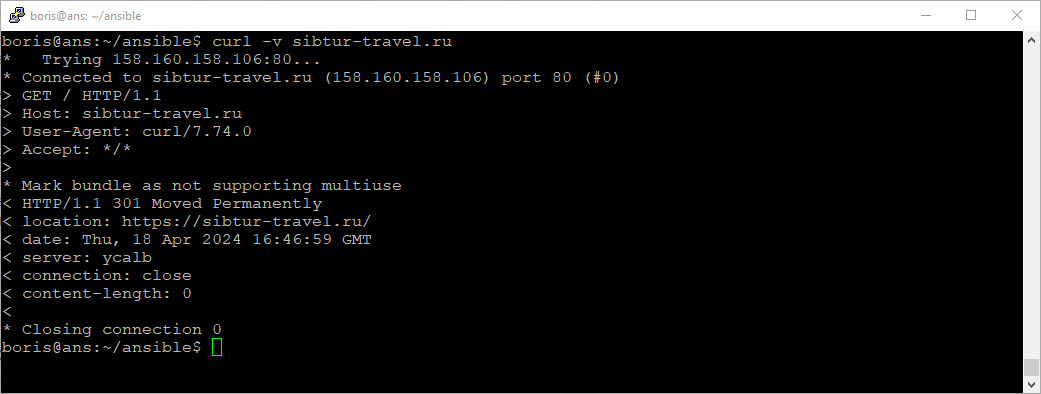 boris@ans: ~/ansible
boris@ans:~/ansible$ curl -v sibtur-travel.ru
*   Trying 158.160.158.106:80...
* Connected to sibtur-travel.ru (158.160.158.106) port 80 (#0)
> GET / HTTP/1.1
> Host: sibtur-travel.ru
> User-Agent: curl/7.74.0
> Accept: */*
>
* Mark bundle as not supporting multiuse
< HTTP/1.1 301 Moved Permanently
< location: https://sibtur-travel.ru/
< date: Thu, 18 Apr 2024 16:46:59 GMT
< server: ycalb
< connection: close
< content-length: 0
<
* Closing connection 0
boris@ans:~/ansible$